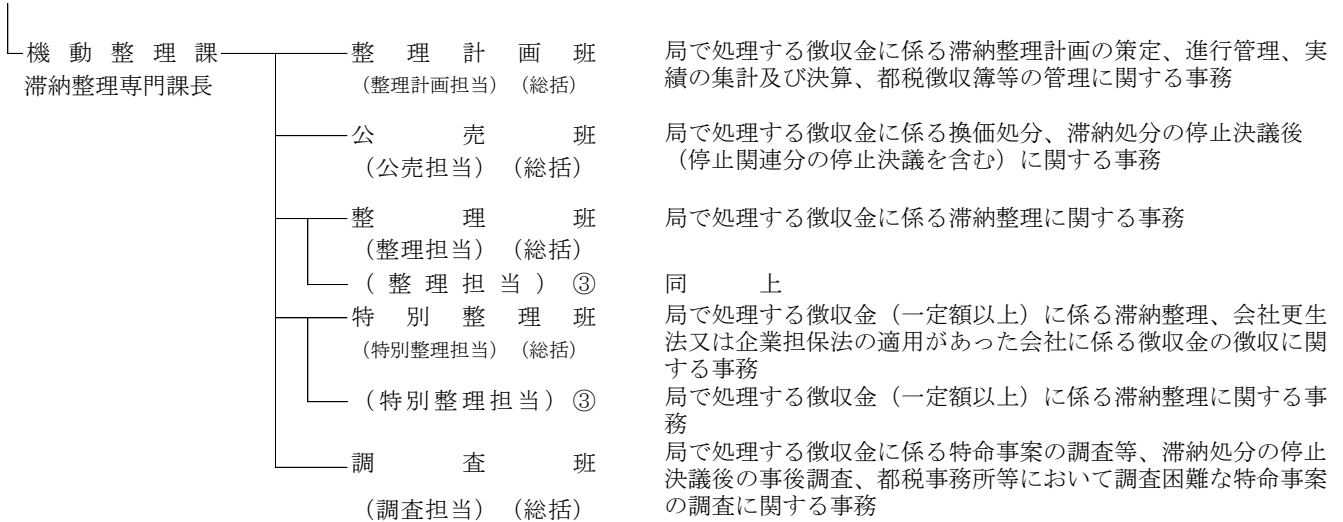 機動整理課 整理計画班 局で処理する徴収金に係る滞納整理計画の策定、進行管理、実
滞納整理専門課長 (整理計画担当)(総括) 績の集計及び決算、都税徴収簿等の管理に関する事務
公売班 局で処理する徴収金に係る換価処分、滞納処分の停止決議後
(公売担当)(総括) (停止関連分の停止決議を含む)に関する事務
整理班 局で処理する徴収金に係る滞納整理に関する事務
(整理担当)(総括)
(整理担当)③ 同上
特別整理班 局で処理する徴収金(一定額以上)に係る滞納整理、会社更生
(特別整理担当)(総括) 法又は企業担保法の適用があった会社に係る徴収金の徴収に関
する事務
(特別整理担当)③ 局で処理する徴収金(一定額以上)に係る滞納整理に関する事
務
調査班 局で処理する徴収金に係る特命事案の調査等、滞納処分の停止
決議後の事後調査、都税事務所等において調査困難な特命事案
(調査担当)(総括) の調査に関する事務